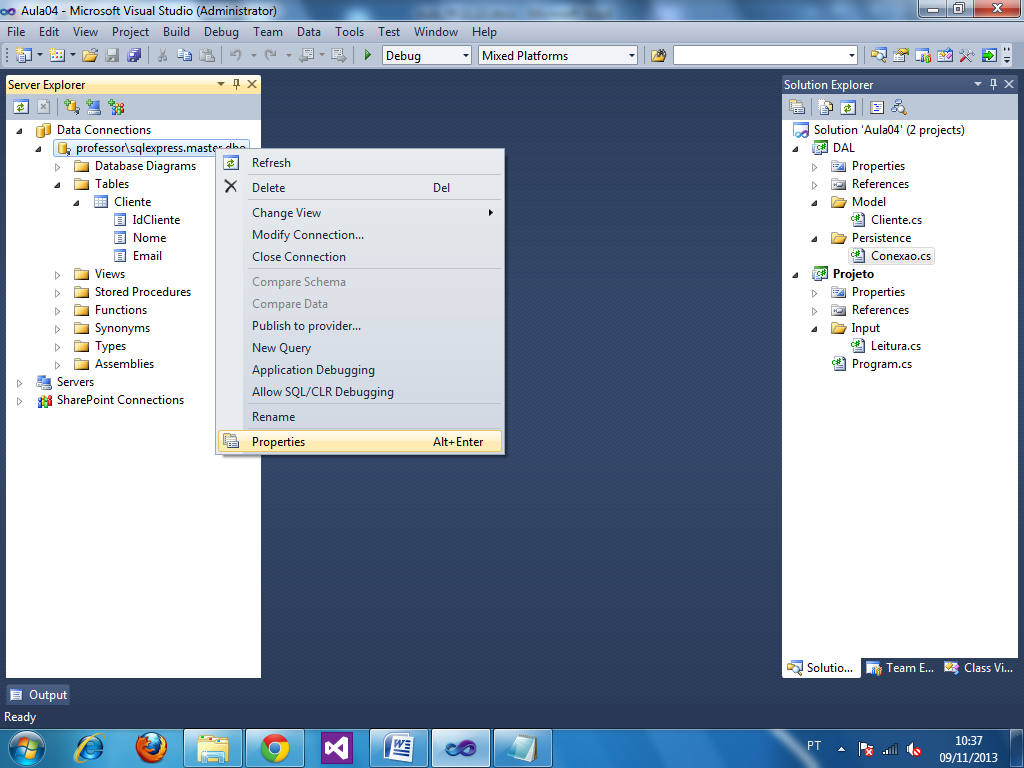 Aula04 - Microsoft Visual Studio (Administrator)
File Edit View Project Build Debug Team Data Tools Test Window Help
Debug Mixed Platforms
Server Explorer
Data Connections
professor\sqlexpress.master.dbo
Database Diagrams
Tables
Cliente
IdCliente
Nome
Email
Views
Stored Procedures
Functions
Synonyms
Types
Assemblies
Servers
SharePoint Connections
Refresh
Delete Del
Change View
Modify Connection...
Close Connection
Compare Schema
Compare Data
Publish to provider...
New Query
Application Debugging
Allow SQL/CLR Debugging
Rename
Properties Alt+Enter
Solution Explorer
Solution 'Aula04' (2 projects)
DAL
Properties
References
Model
Cliente.cs
Persistence
Conexao.cs
Projeto
Properties
References
Input
Leitura.cs
Program.cs
Solutio... Team E... Class Vi...
Output
Ready
PT
10:37
09/11/2013